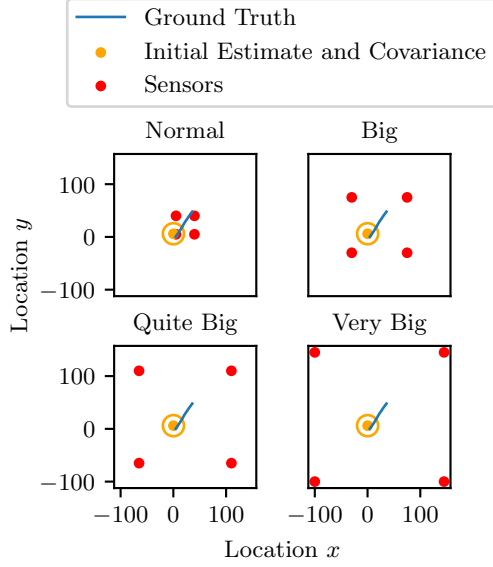 Ground Truth
Initial Estimate and Covariance
Sensors
Normal
Big
100
0
−100
Location y
Quite Big
Very Big
100
0
−100
−100 0 100
−100 0 100
Location x